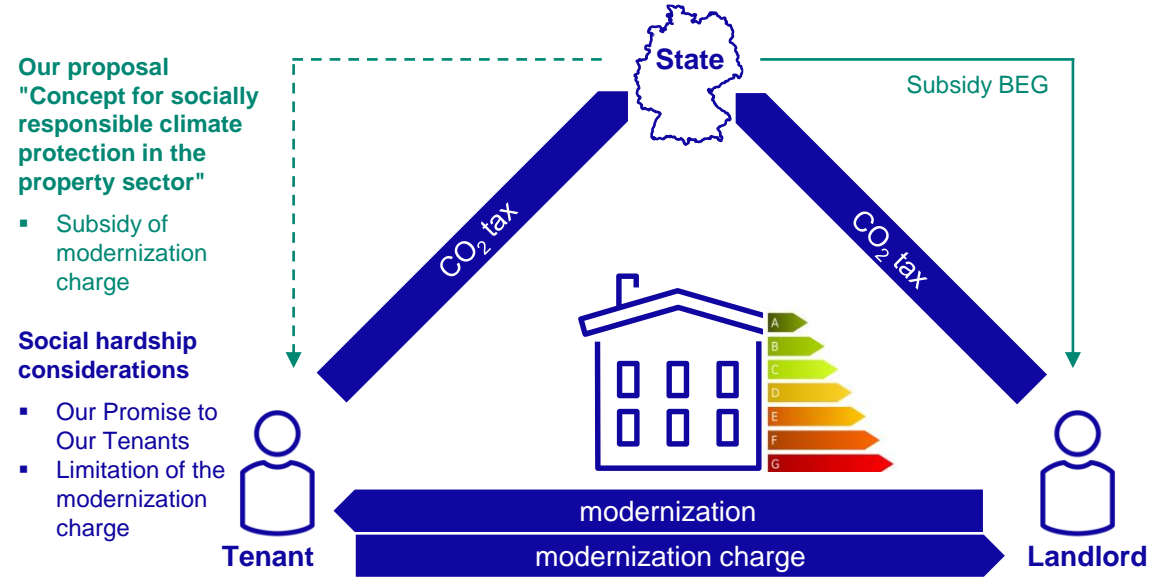 State
Our proposal
"Concept for socially
responsible climate
protection in the
property sector"
▪ Subsidy of
modernization
charge
Social hardship
considerations
▪ Our Promise to
Our Tenants
▪ Limitation of the
modernization
charge
Subsidy BEG
CO₂ tax
CO₂ tax
A
B
C
D
E
F
G
modernization
modernization charge
Tenant
Landlord